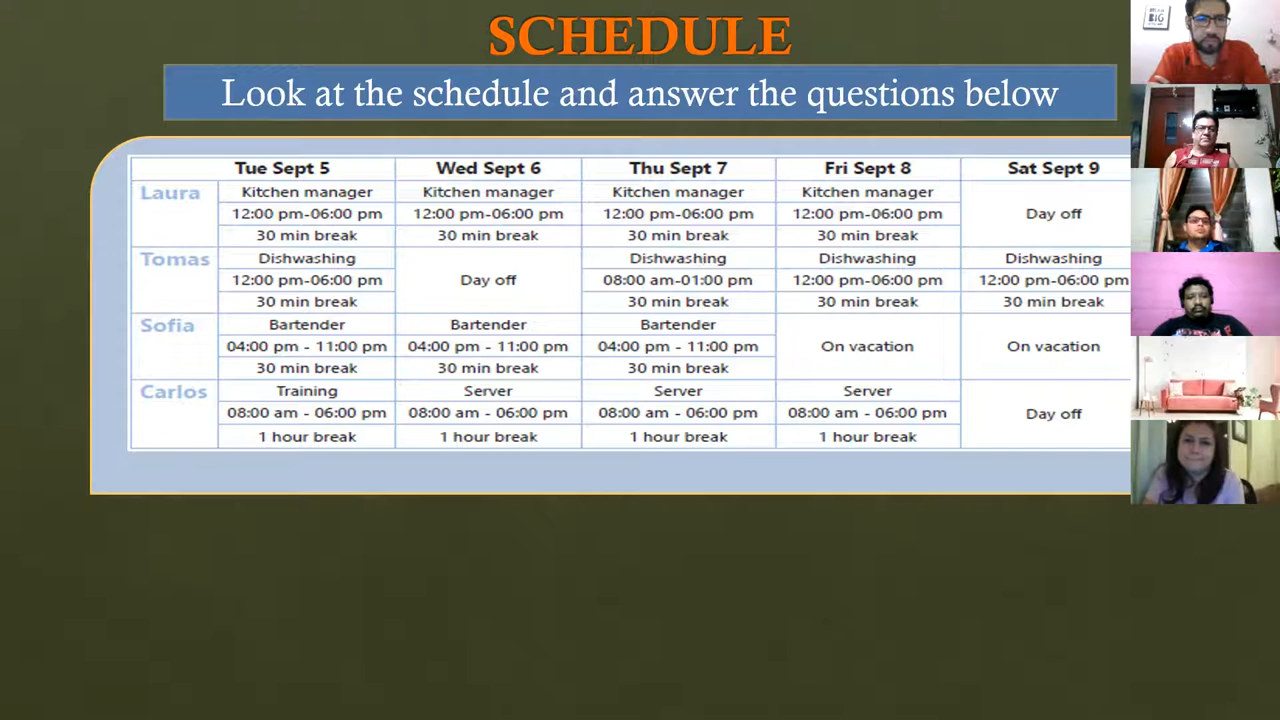 SCHEDULE
Look at the schedule and answer the questions below
Tue Sept 5 Wed Sept 6 Thu Sept 7 Fri Sept 8 Sat Sept 9
Laura Kitchen manager Kitchen manager Kitchen manager Kitchen manager
12:00 pm-06:00 pm 12:00 pm-06:00 pm 12:00 pm-06:00 pm 12:00 pm-06:00 pm Day off
30 min break 30 min break 30 min break 30 min break
Tomas Dishwashing Dishwashing Dishwashing Dishwashing
12:00 pm-06:00 pm Day off 08:00 am-01:00 pm 12:00 pm-06:00 pm 12:00 pm-06:00 pm
30 min break 30 min break 30 min break 30 min break
Sofia Bartender Bartender Bartender
04:00 pm - 11:00 pm 04:00 pm - 11:00 pm 04:00 pm - 11:00 pm On vacation On vacation
30 min break 30 min break 30 min break
Carlos Training Server Server Server
08:00 am - 06:00 pm 08:00 am - 06:00 pm 08:00 am - 06:00 pm 08:00 am - 06:00 pm Day off
1 hour break 1 hour break 1 hour break 1 hour break
BIG